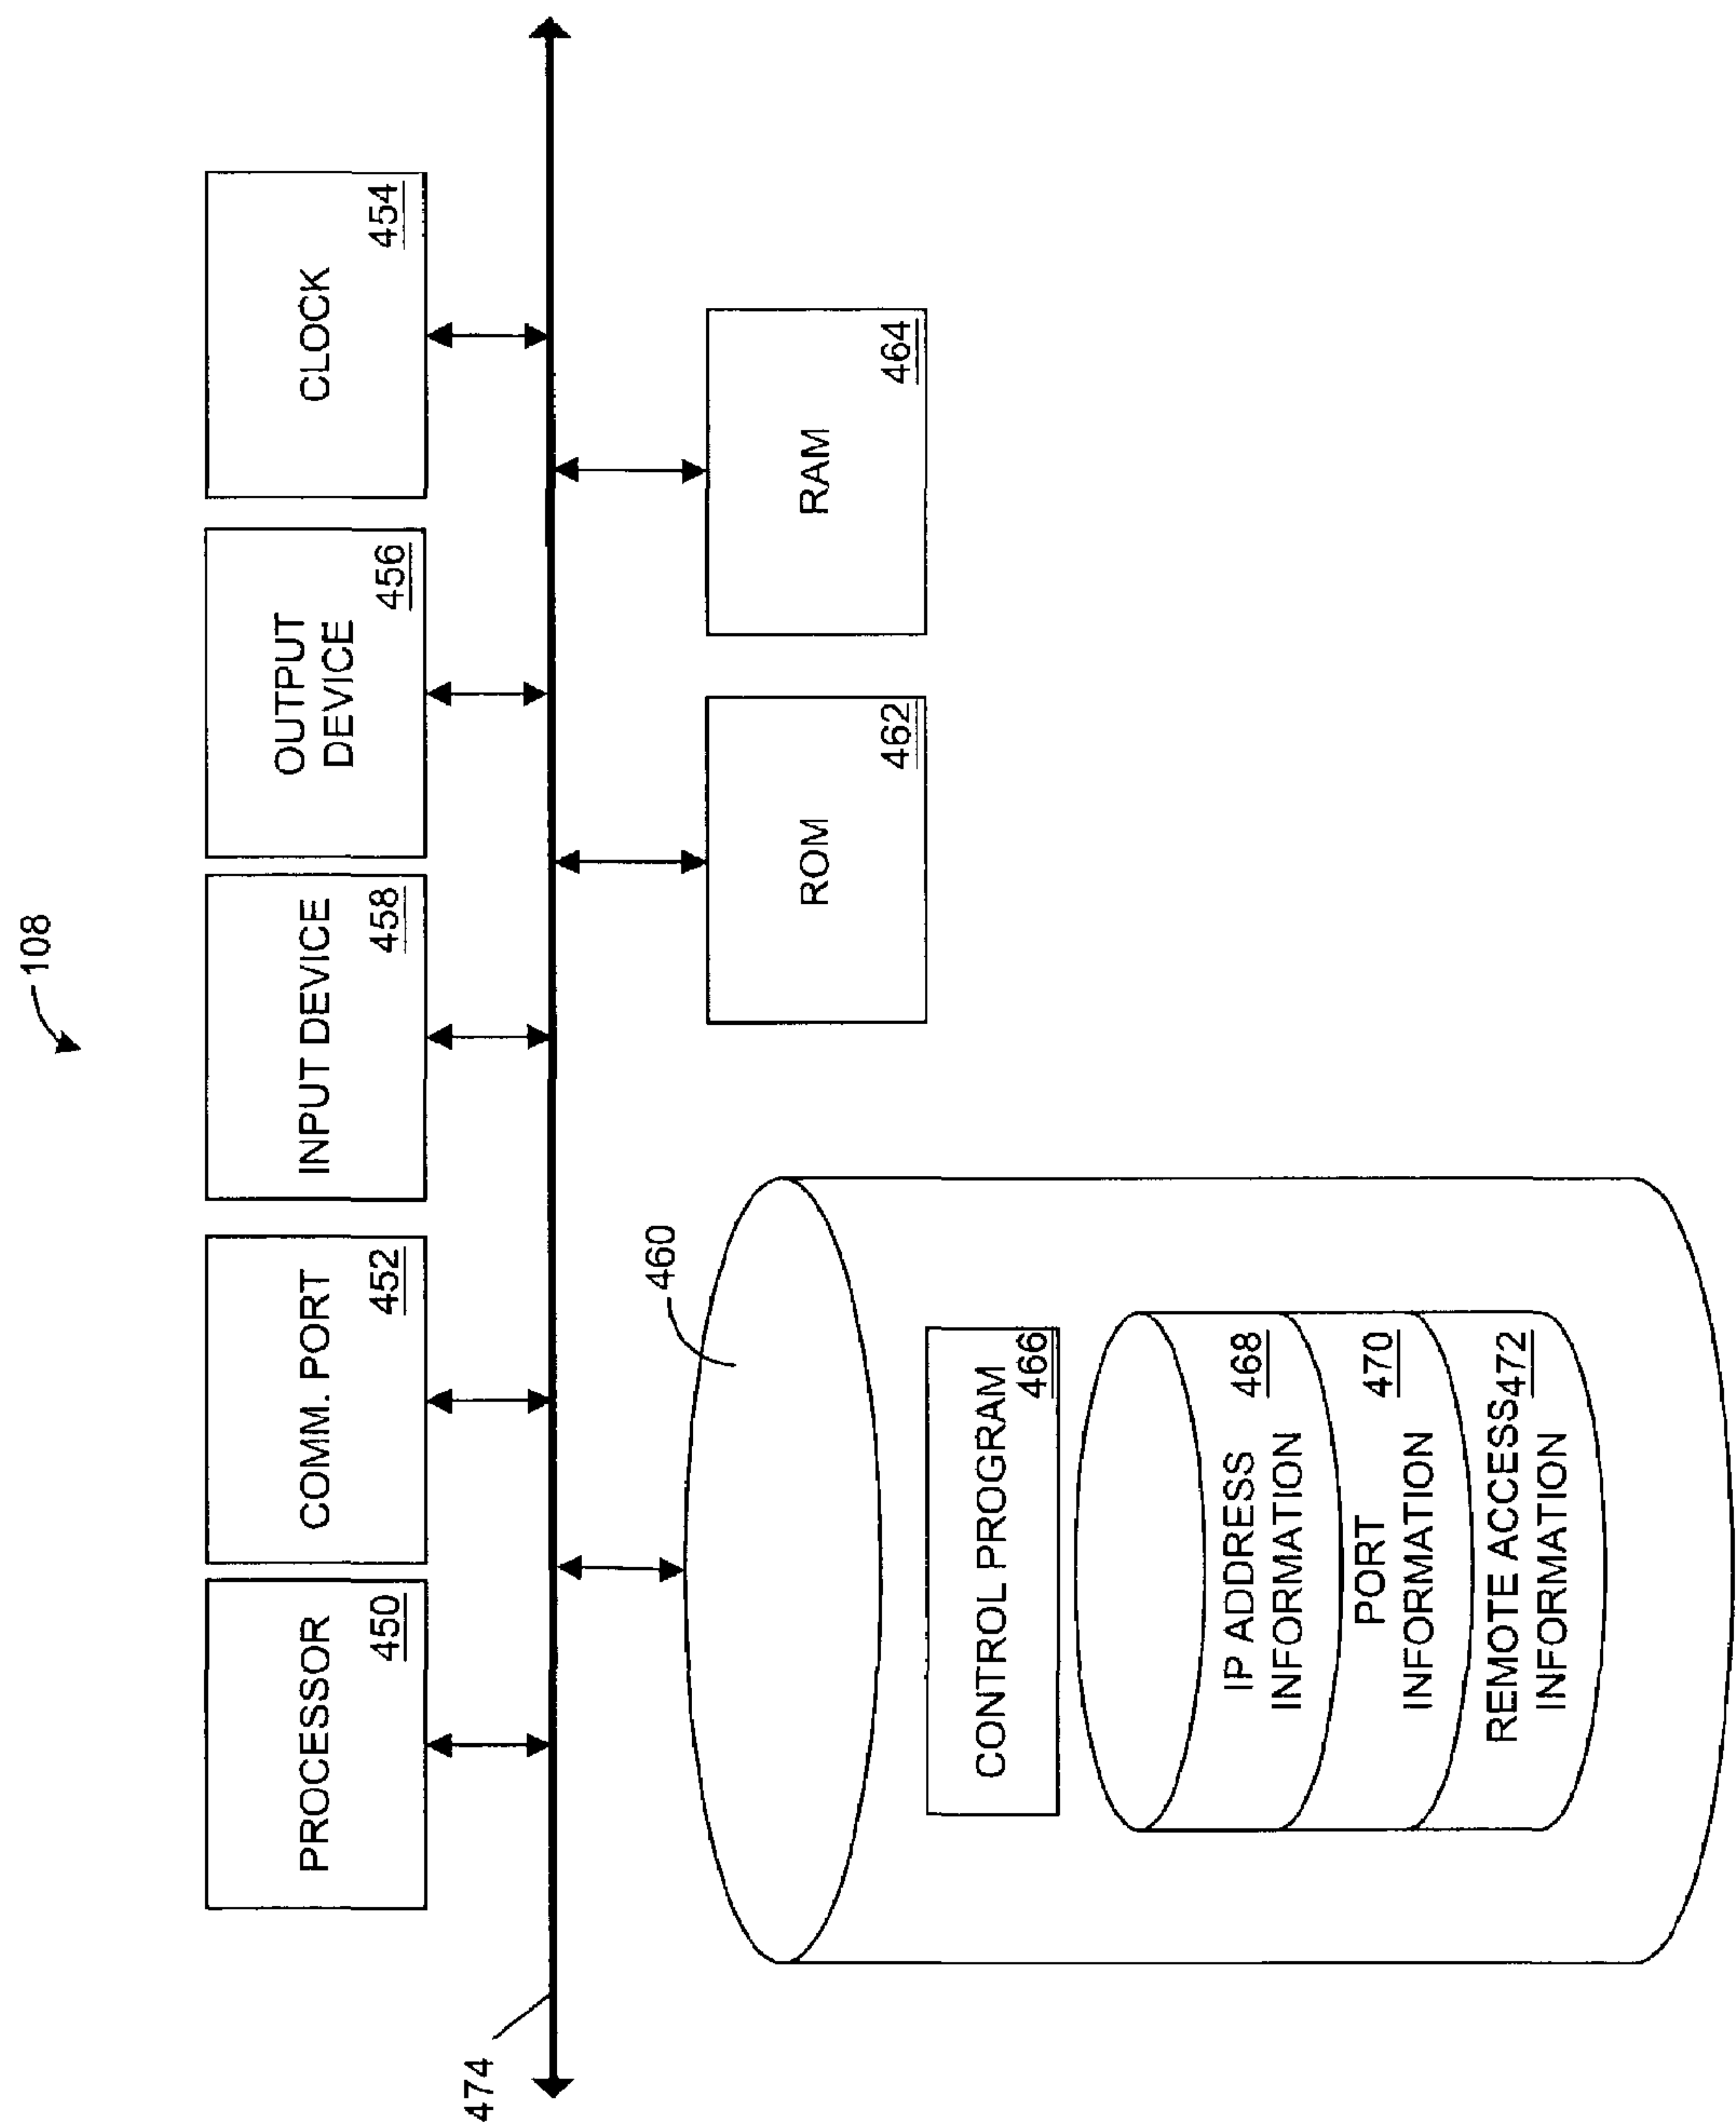 108
PROCESSOR
450
COMM. PORT
452
INPUT DEVICE
458
OUTPUT
DEVICE
456
CLOCK
454
474
460
ROM
462
RAM
464
CONTROL PROGRAM
466
IP ADDRESS
INFORMATION
468
PORT
INFORMATION
470
REMOTE ACCESS
INFORMATION
472